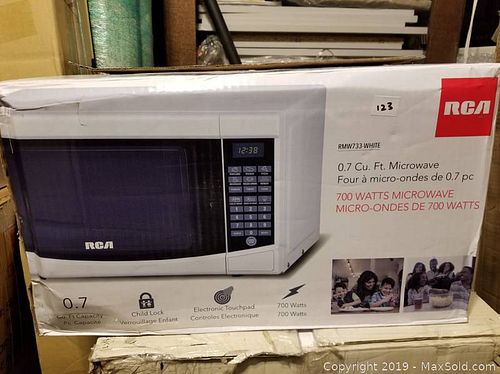 123
RCA
12:38
RMW733-WHITE
0.7 Cu. Ft. Microwave
Four à micro-ondes de 0.7 pc
700 WATTS MICROWAVE
MICRO-ONDES DE 700 WATTS
RCA
0.7
Cu. Ft Capacity
Pc Capacité
Child Lock
Verrouillage Enfant
Electronic Touchpad
Controles Electronique
700 Watts
700 Watts
Copyright © 2019 - MaxSold.com